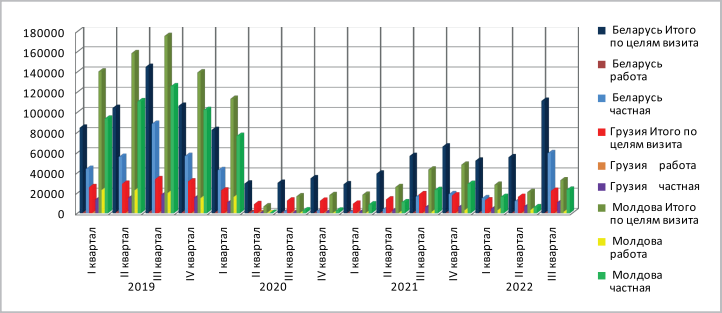 180000
160000
140000
120000
100000
80000
60000
40000
20000
0
I квартал
II квартал
III квартал
IV квартал
I квартал
II квартал
III квартал
IV квартал
I квартал
II квартал
III квартал
IV квартал
I квартал
II квартал
III квартал
2019
2020
2021
2022
Беларусь Итого
по целям визита
Беларусь
работа
Беларусь
частная
Грузия Итого по
целям визита
Грузия работа
Грузия частная
Молдова Итого
по целям визита
Молдова
работа
Молдова
частная